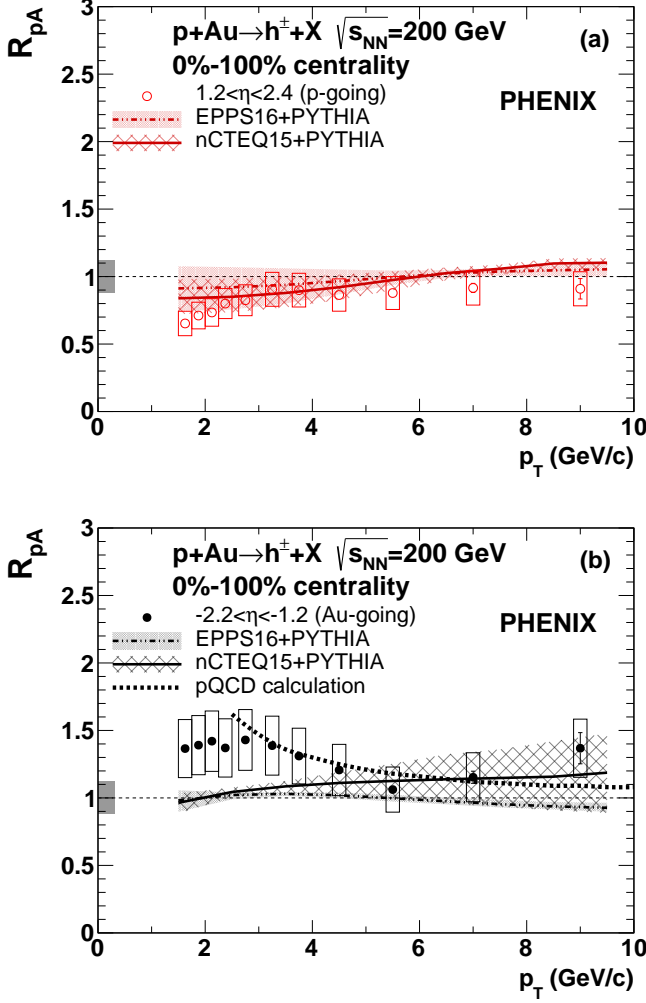 R_pA
3
2.5
2
1.5
1
0.5
0
p+Au→h^±+X √s_NN=200 GeV
(a)
0%-100% centrality
1.2<η<2.4 (p-going)
EPPS16+PYTHIA
nCTEQ15+PYTHIA
PHENIX
0 2 4 6 8 10
p_T (GeV/c)
R_pA
3
2.5
2
1.5
1
0.5
0
p+Au→h^±+X √s_NN=200 GeV
(b)
0%-100% centrality
-2.2<η<-1.2 (Au-going)
EPPS16+PYTHIA
nCTEQ15+PYTHIA
pQCD calculation
PHENIX
0 2 4 6 8 10
p_T (GeV/c)